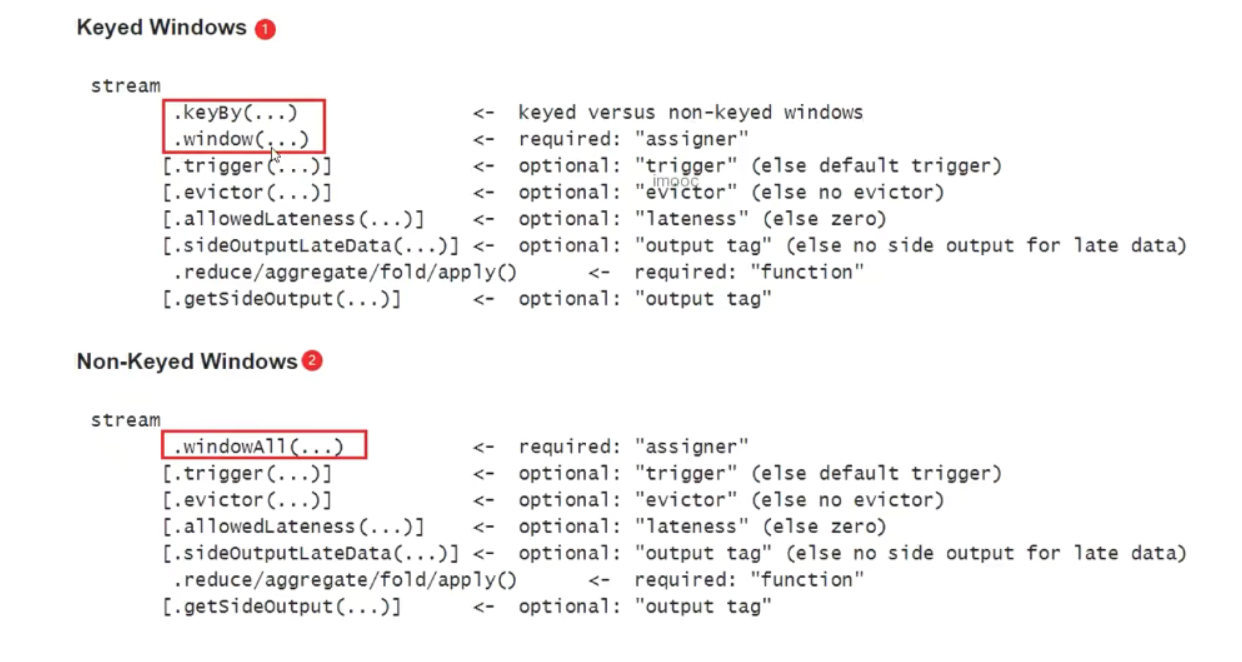 Keyed Windows 1
stream
.keyBy(...) <- keyed versus non-keyed windows
.window(...) <- required: "assigner"
[.trigger(...)] <- optional: "trigger" (else default trigger)
imooc
[.evictor(...)] <- optional: "evictor" (else no evictor)
[.allowedLateness(...)] <- optional: "lateness" (else zero)
[.sideOutputLateData(...)] <- optional: "output tag" (else no side output for late data)
.reduce/aggregate/fold/apply() <- required: "function"
[.getSideOutput(...)] <- optional: "output tag"
Non-Keyed Windows 2
stream
.windowAll(...) <- required: "assigner"
[.trigger(...)] <- optional: "trigger" (else default trigger)
[.evictor(...)] <- optional: "evictor" (else no evictor)
[.allowedLateness(...)] <- optional: "lateness" (else zero)
[.sideOutputLateData(...)] <- optional: "output tag" (else no side output for late data)
.reduce/aggregate/fold/apply() <- required: "function"
[.getSideOutput(...)] <- optional: "output tag"